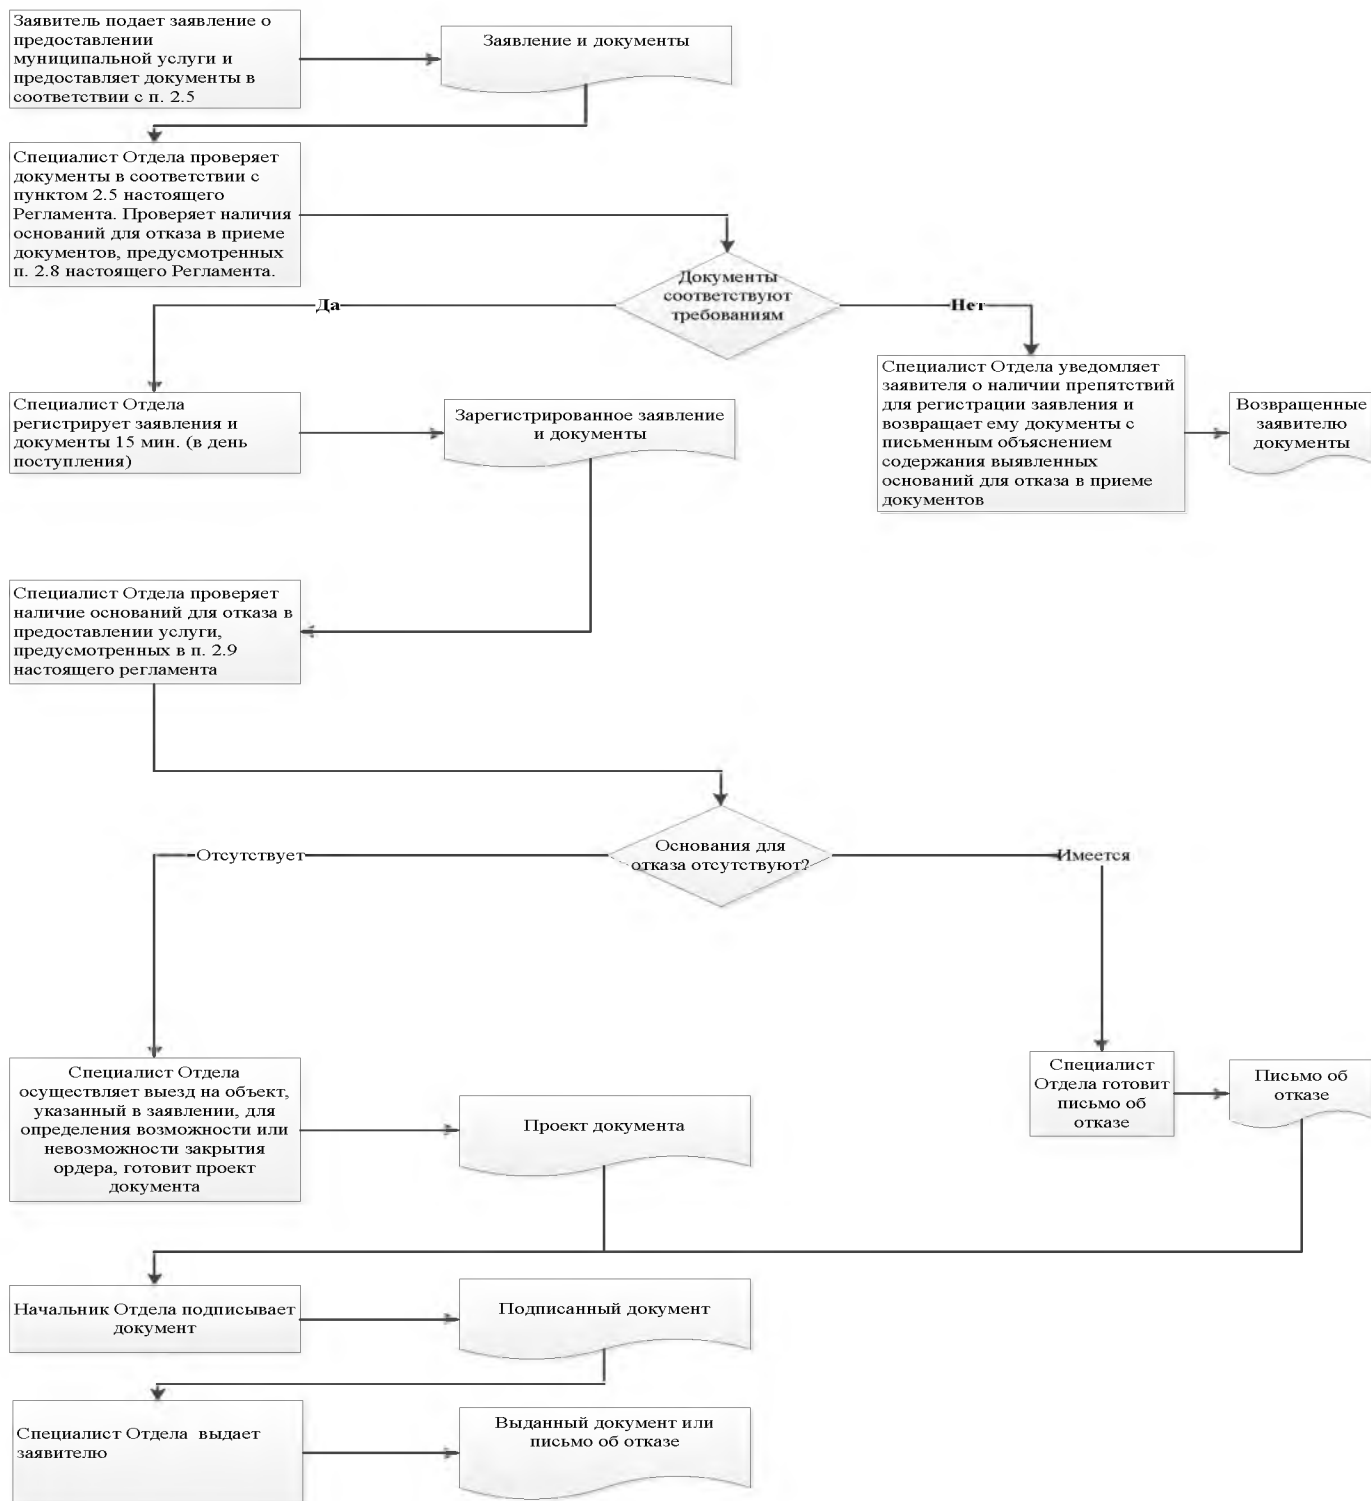 Заявитель подает заявление о
предоставлении
муниципальной услуги и
предоставляет документы в
соответствии с п. 2.5
Заявление и документы
Специалист Отдела проверяет
документы в соответствии с
пунктом 2.5 настоящего
Регламента. Проверяет наличия
оснований для отказа в приеме
документов, предусмотренных
п. 2.8 настоящего Регламента.
Документы
соответствуют
требованиям
Да
Нет
Специалист Отдела
регистрирует заявления и
документы 15 мин. (в день
поступления)
Зарегистрированное заявление
и документы
Специалист Отдела уведомляет
заявителя о наличии препятствий
для регистрации заявления и
возвращает ему документы с
письменным объяснением
содержания выявленных
оснований для отказа в приеме
документов
Возвращенные
заявителю
документы
Специалист Отдела проверяет
наличие оснований для отказа в
предоставлении услуги,
предусмотренных в п. 2.9
настоящего регламента
Основания для
отказа отсутствуют?
Отсутствует
Имеется
Специалист Отдела
осуществляет выезд на объект,
указанный в заявлении, для
определения возможности или
невозможности закрытия
ордера, готовит проект
документа
Проект документа
Специалист
Отдела готовит
письмо об
отказе
Письмо об
отказе
Начальник Отдела подписывает
документ
Подписанный документ
Специалист Отдела  выдает
заявителю
Выданный документ или
письмо об отказе